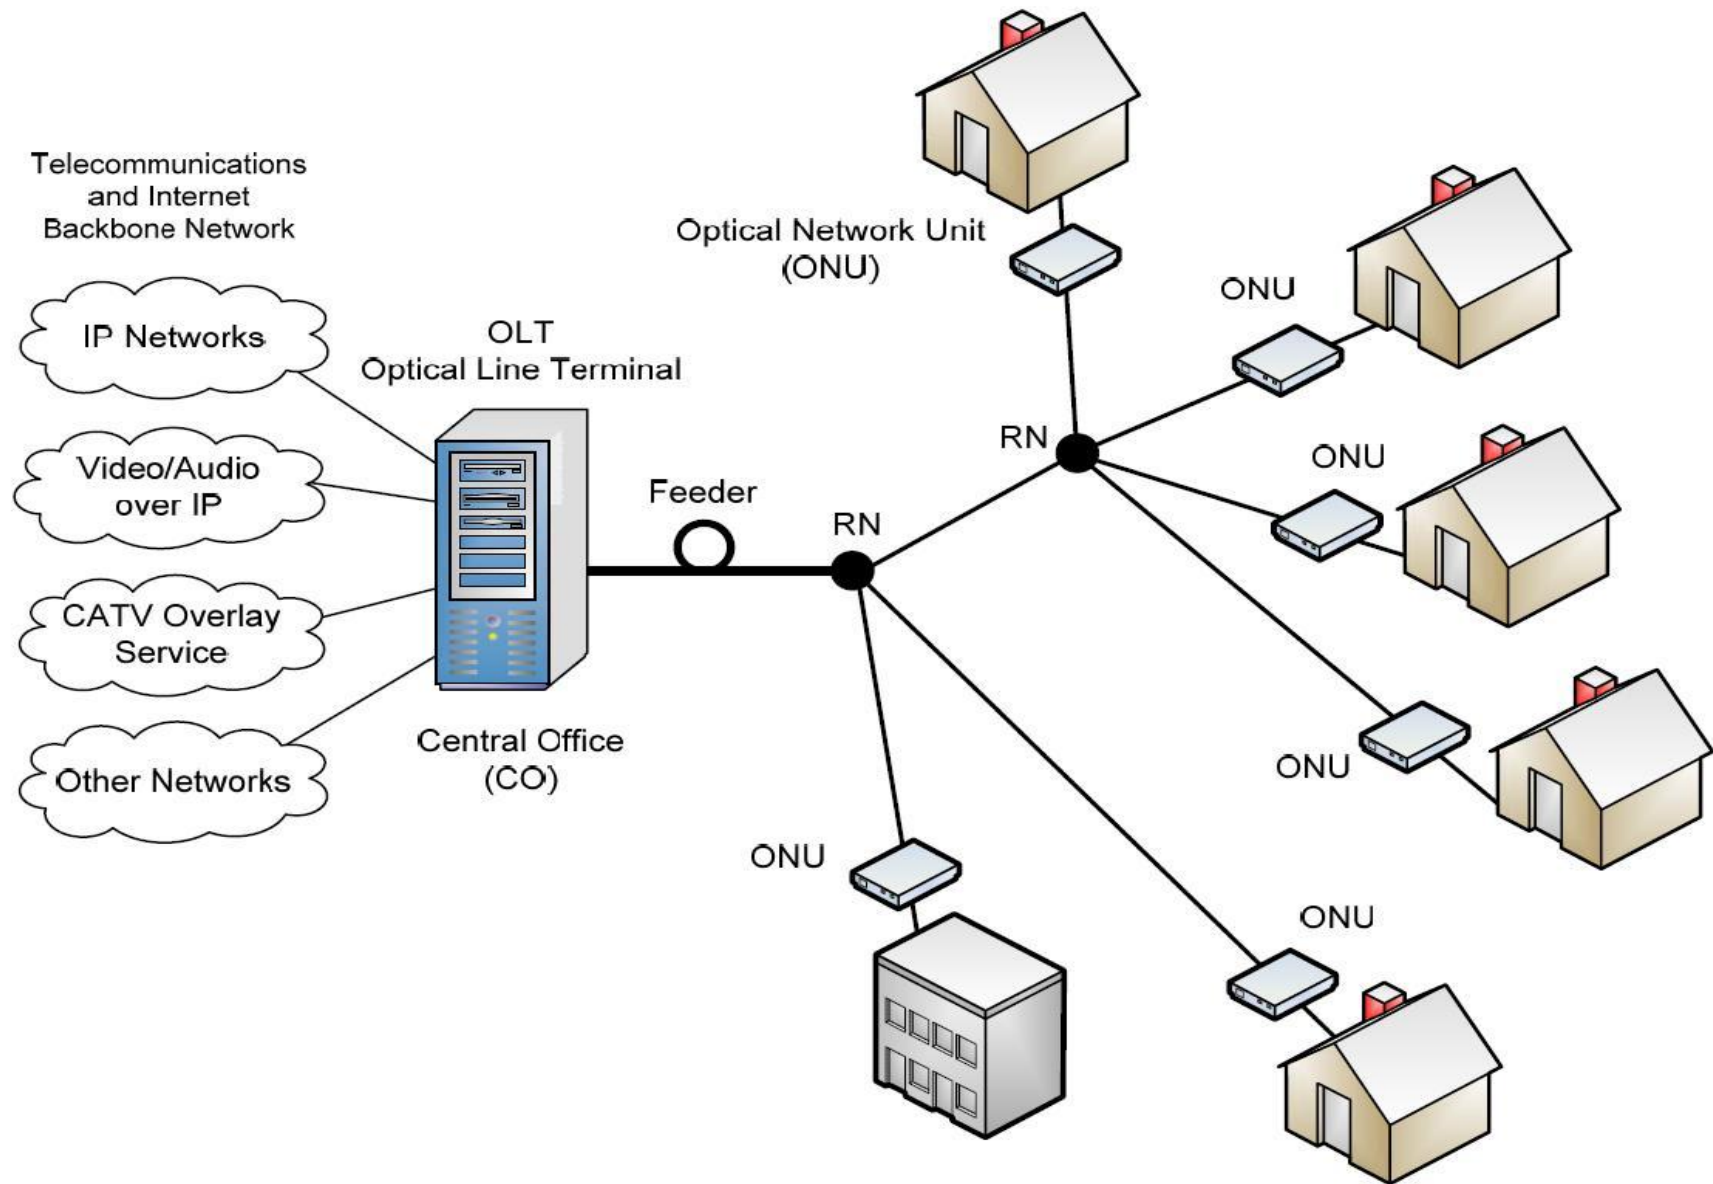 Telecommunications
and Internet
Backbone Network
IP Networks
Video/Audio
over IP
CATV Overlay
Service
Other Networks
OLT
Optical Line Terminal
Central Office
(CO)
Feeder
RN
RN
Optical Network Unit
(ONU)
ONU
ONU
ONU
ONU
ONU